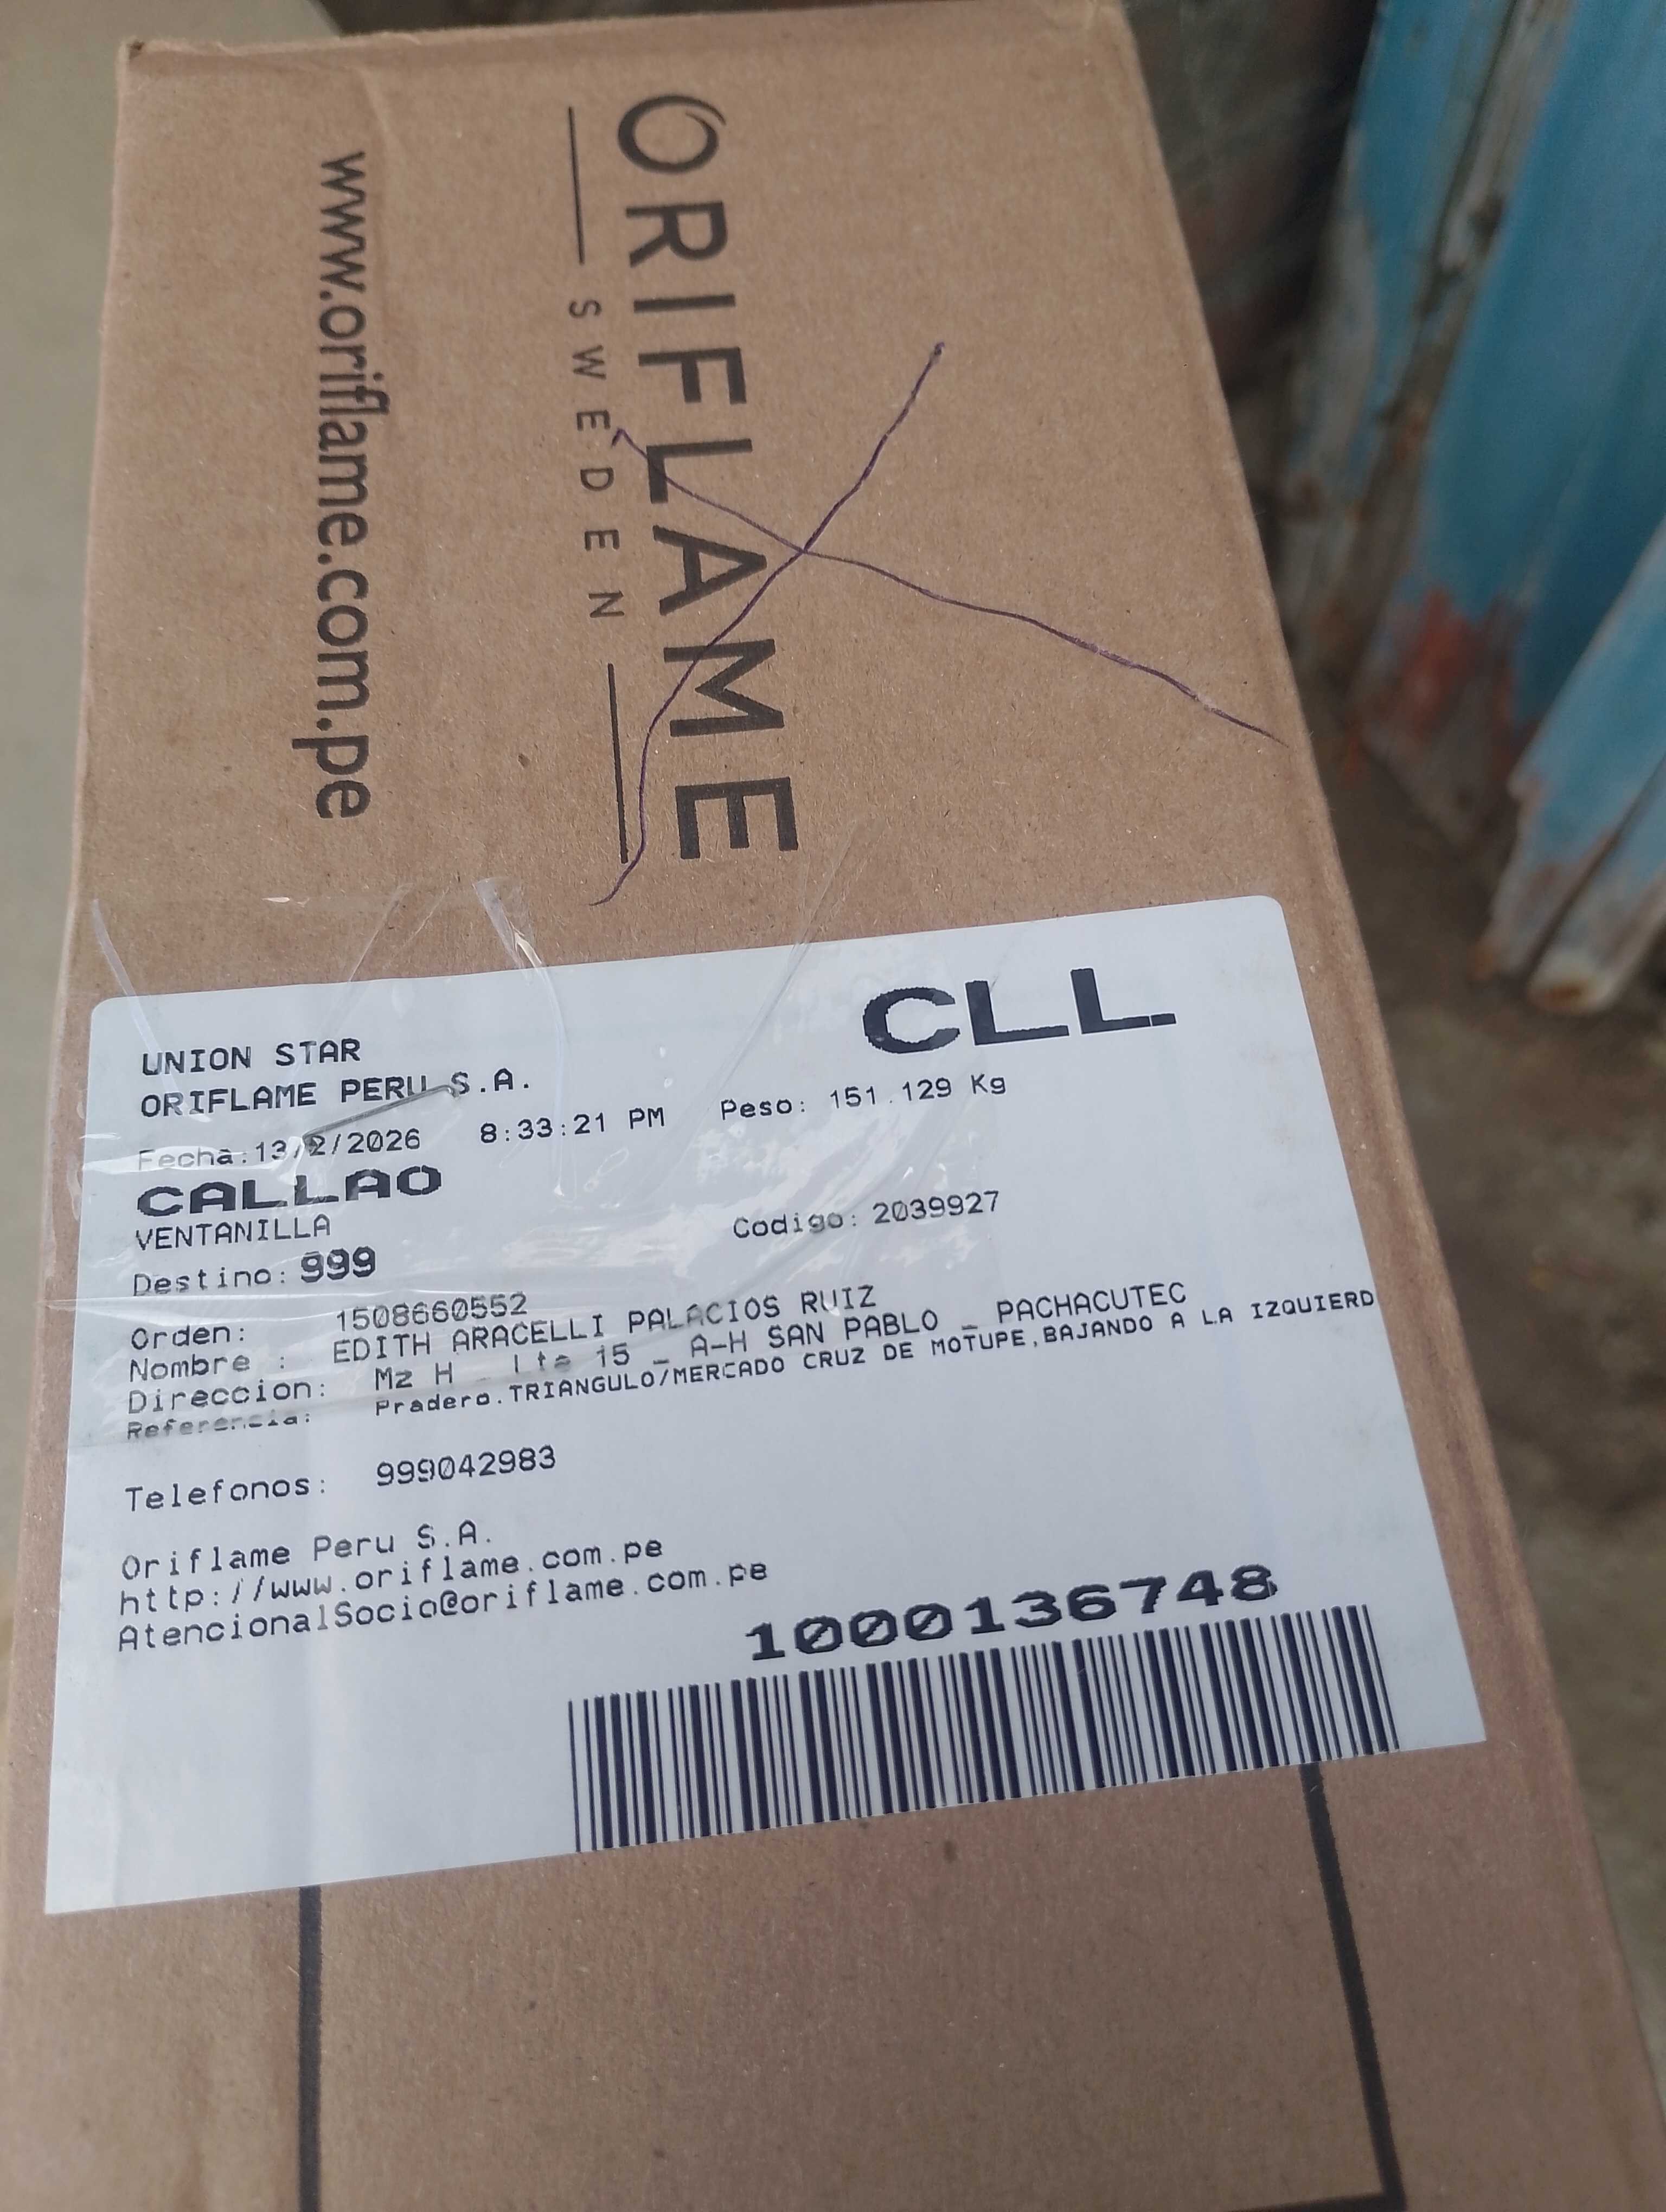 ORIFLAME
SWEDEN
www.oriflame.com.pe
CLL
UNION STAR
ORIFLAME PERU S.A.
Fecha:13/2/2026 8:33:21 PM Peso: 151.129 Kg
CALLAO
VENTANILLA
Codigo: 2039927
Destino: 999
Orden: 1508660552
Nombre : EDITH ARACELLI PALACIOS RUIZ
Direccion: Mz H lte 15 _ A-H SAN PABLO _ PACHACUTEC
Referencia: Pradero.TRIANGULO/MERCADO CRUZ DE MOTUPE,BAJANDO A LA IZQUIERD
Telefonos: 999042983
Oriflame Peru S.A.
http://www.oriflame.com.pe
AtencionalSocio@oriflame.com.pe
1000136748